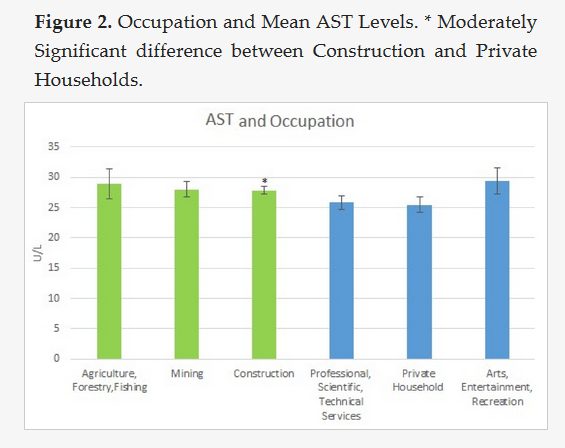 Figure 2. Occupation and Mean AST Levels. * Moderately
Significant difference between Construction and Private
Households.
AST and Occupation
35
30
25
20
15
10
5
0
U/L
*
Agriculture,
Forestry,Fishing
Mining
Construction
Professional,
Scientific,
Technical
Services
Private
Household
Arts,
Entertainment,
Recreation